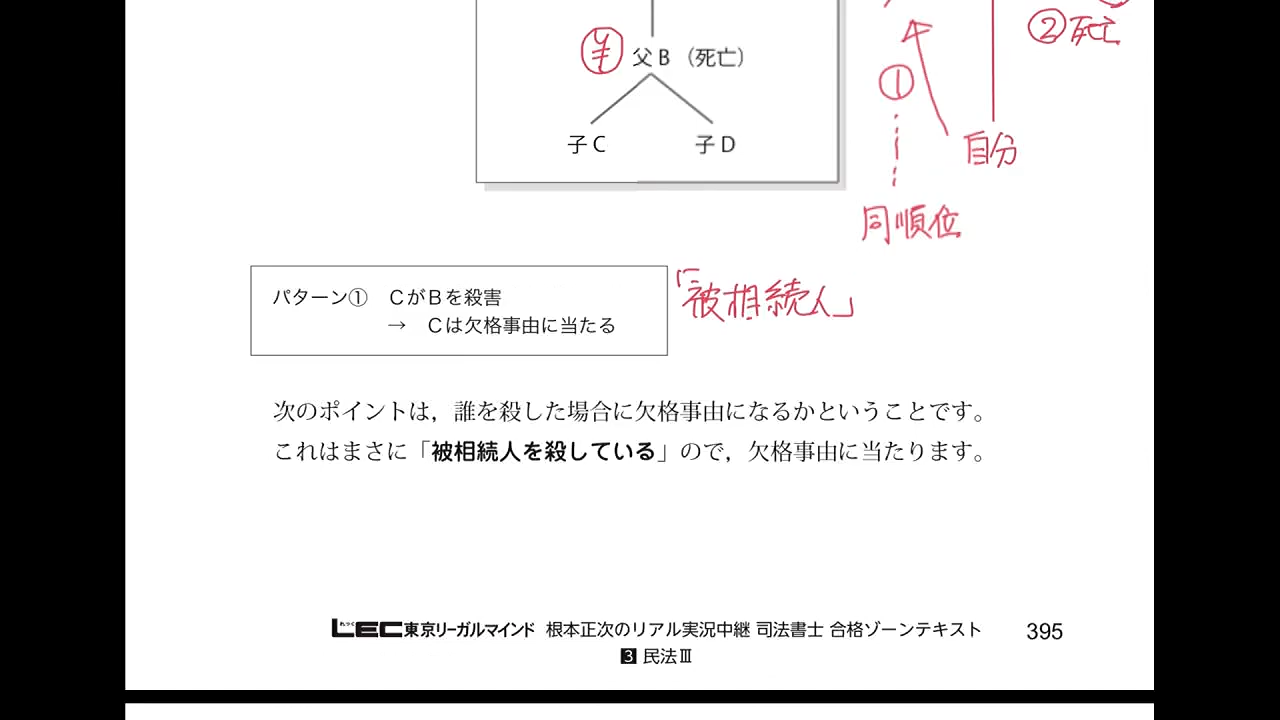 ②死亡
¥ 父B（死亡）
①
子C 子D
自分
同順位
パターン① CがBを殺害
→ Cは欠格事由に当たる
「被相続人」
次のポイントは，誰を殺した場合に欠格事由になるかということです。
これはまさに「被相続人を殺している」ので，欠格事由に当たります。
LEC東京リーガルマインド 根本正次のリアル実況中継 司法書士 合格ゾーンテキスト 395
3 民法Ⅲ